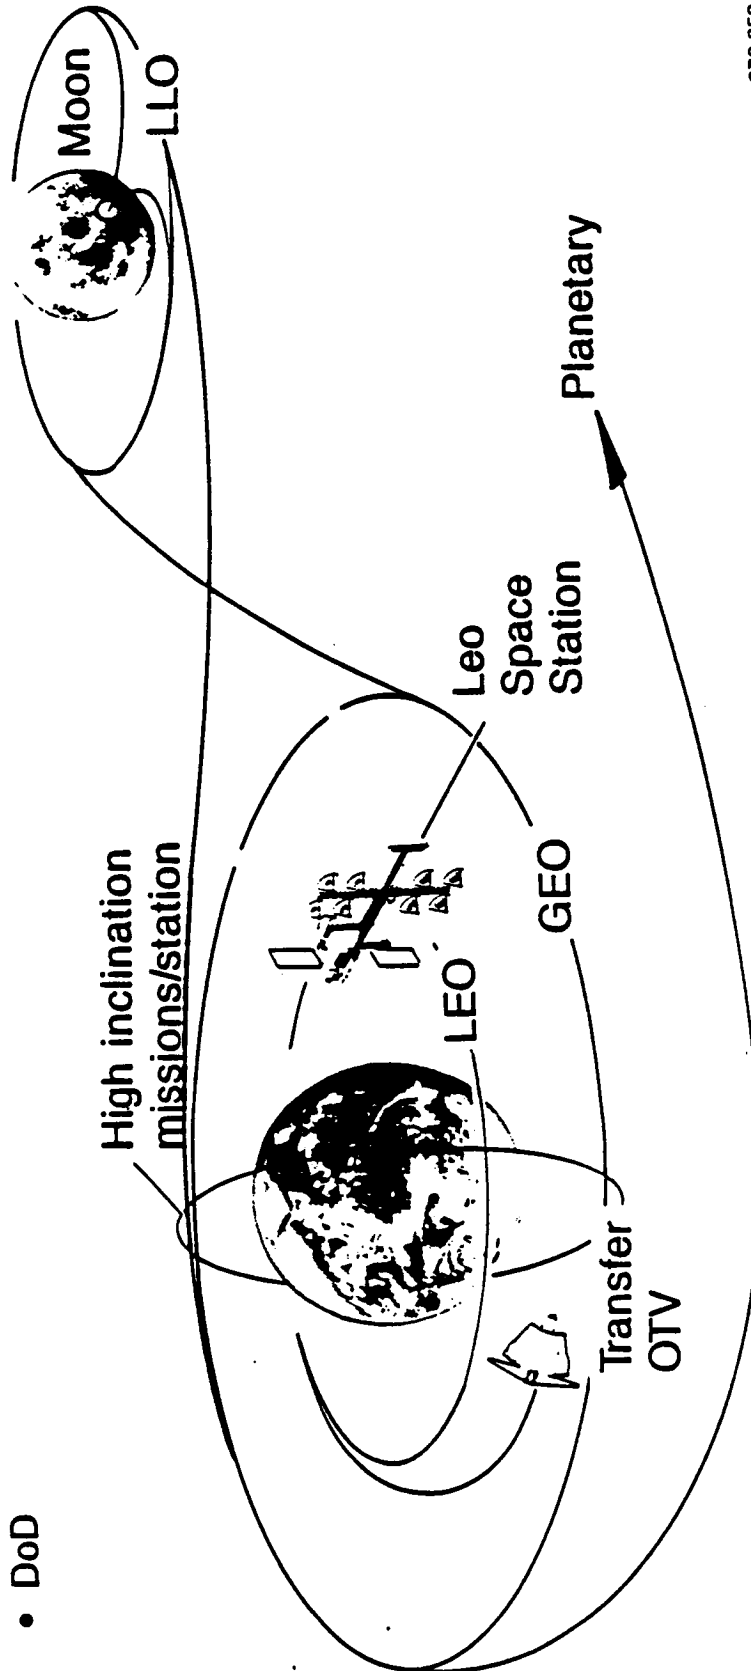 • DoD
High inclination
missions/station
Moon
LLO
LEO
Leo
Space
Station
GEO
Transfer
OTV
Planetary